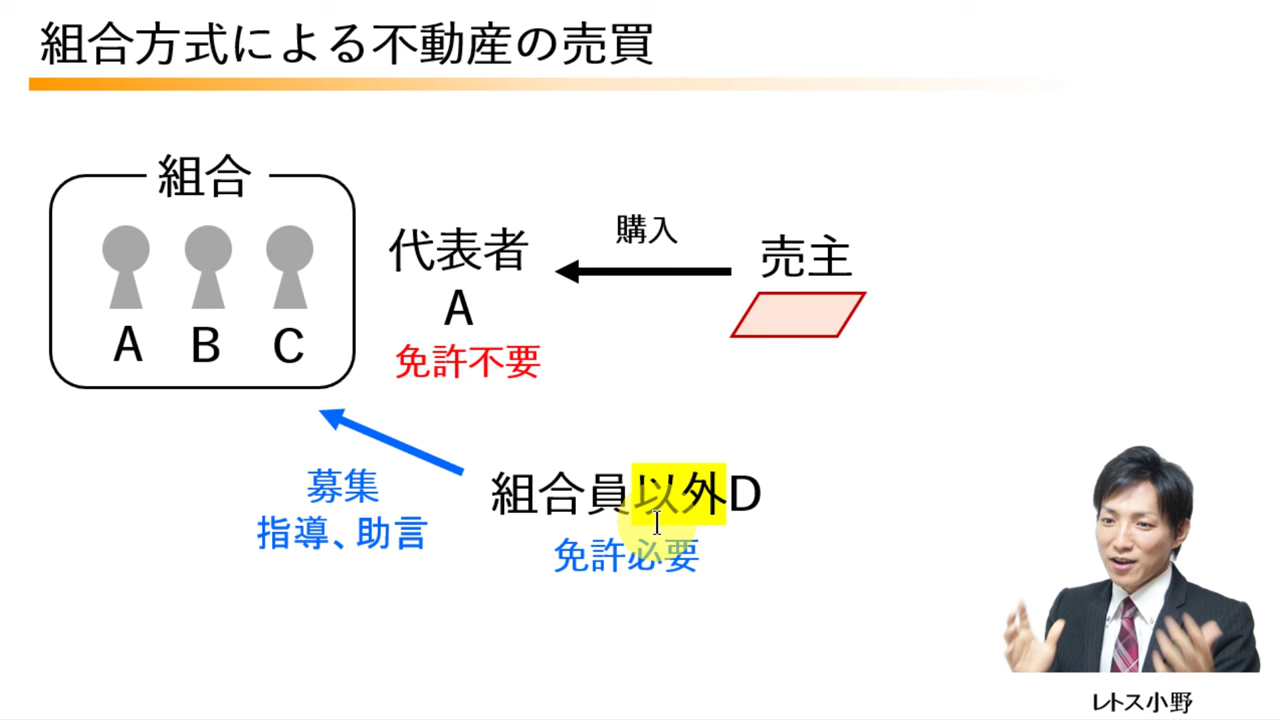 組合方式による不動産の売買
組合
A B C
代表者
A
免許不要
購入
売主
募集
指導、助言
組合員以外D
免許必要
レトス小野